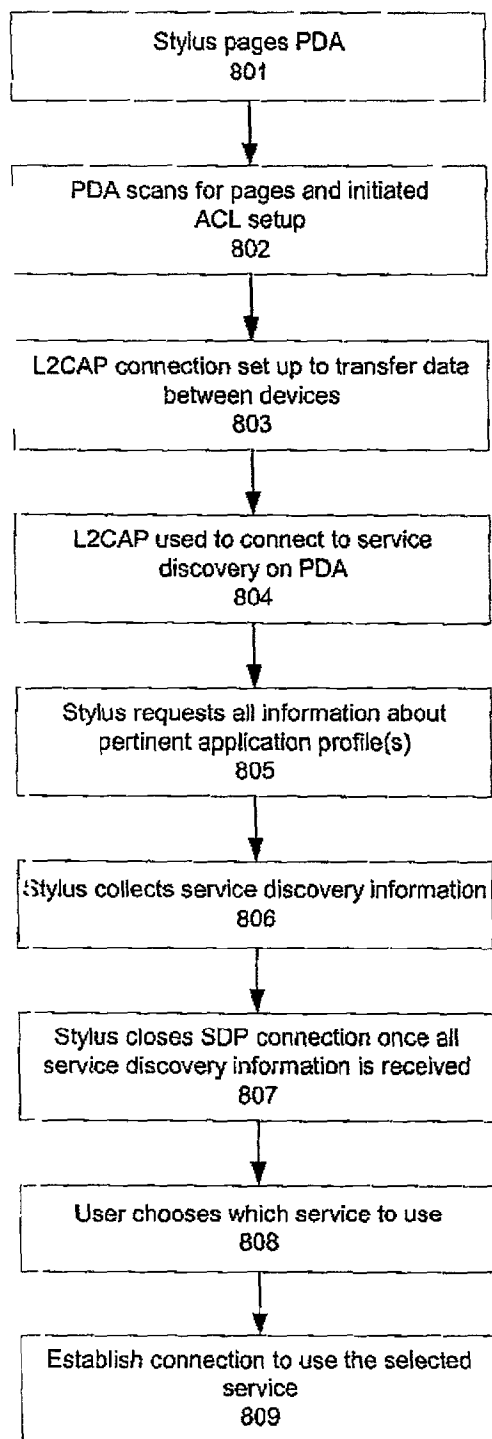 Stylus pages PDA
801
PDA scans for pages and initiated
ACL setup
802
L2CAP connection set up to transfer data
between devices
803
L2CAP used to connect to service
discovery on PDA
804
Stylus requests all information about
pertinent application profile(s)
805
Stylus collects service discovery information
806
Stylus closes SDP connection once all
service discovery information is received
807
User chooses which service to use
808
Establish connection to use the selected
service
809